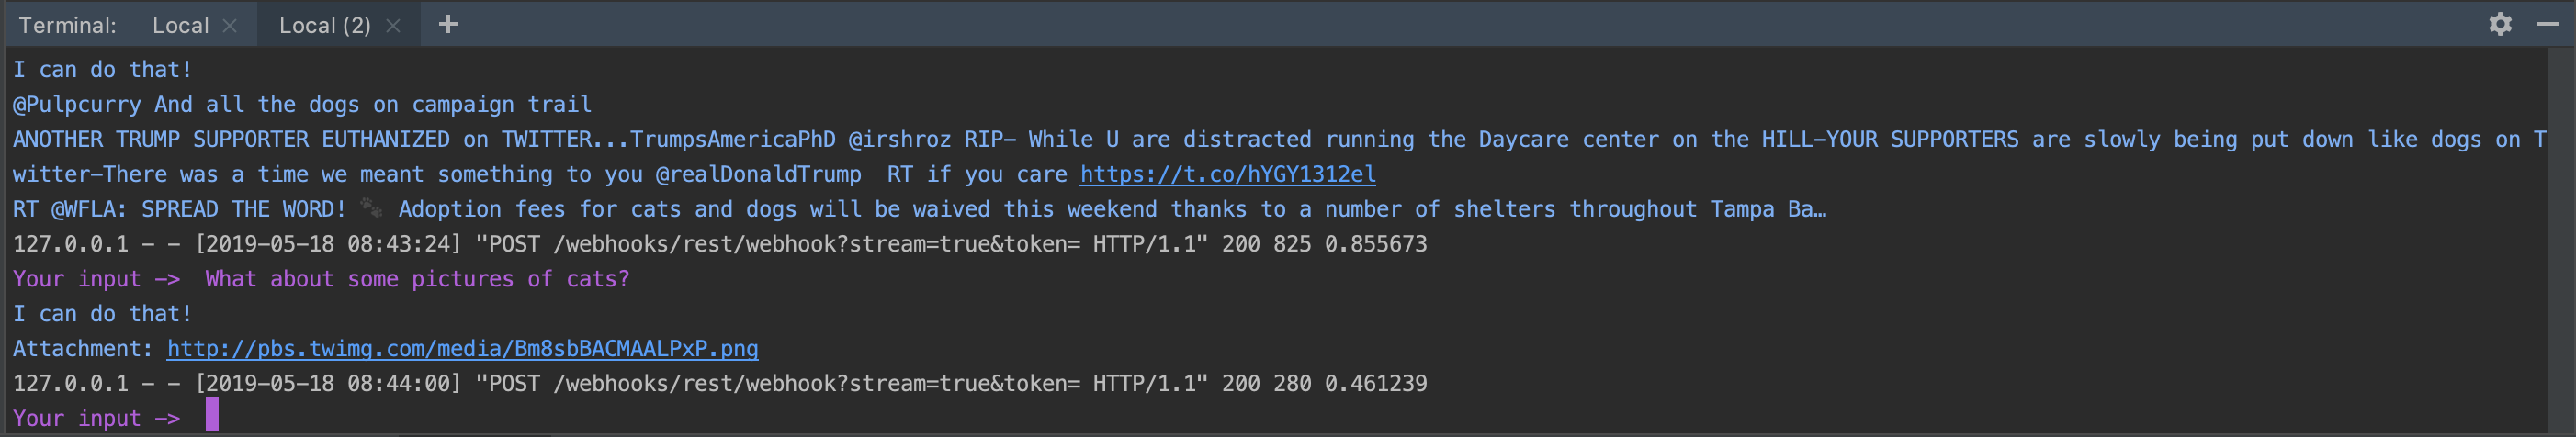 Terminal: Local × Local (2) × +
I can do that!
@Pulpcurry And all the dogs on campaign trail
ANOTHER TRUMP SUPPORTER EUTHANIZED on TWITTER...TrumpsAmericaPhD @irshroz RIP- While U are distracted running the Daycare center on the HILL-YOUR SUPPORTERS are slowly being put down like dogs on T
witter-There was a time we meant something to you @realDonaldTrump  RT if you care https://t.co/hYGY1312el
RT @WFLA: SPREAD THE WORD! 🐾 Adoption fees for cats and dogs will be waived this weekend thanks to a number of shelters throughout Tampa Ba…
127.0.0.1 - - [2019-05-18 08:43:24] "POST /webhooks/rest/webhook?stream=true&token= HTTP/1.1" 200 825 0.855673
Your input ->  What about some pictures of cats?
I can do that!
Attachment: http://pbs.twimg.com/media/Bm8sbBACMAALPxP.png
127.0.0.1 - - [2019-05-18 08:44:00] "POST /webhooks/rest/webhook?stream=true&token= HTTP/1.1" 200 280 0.461239
Your input ->